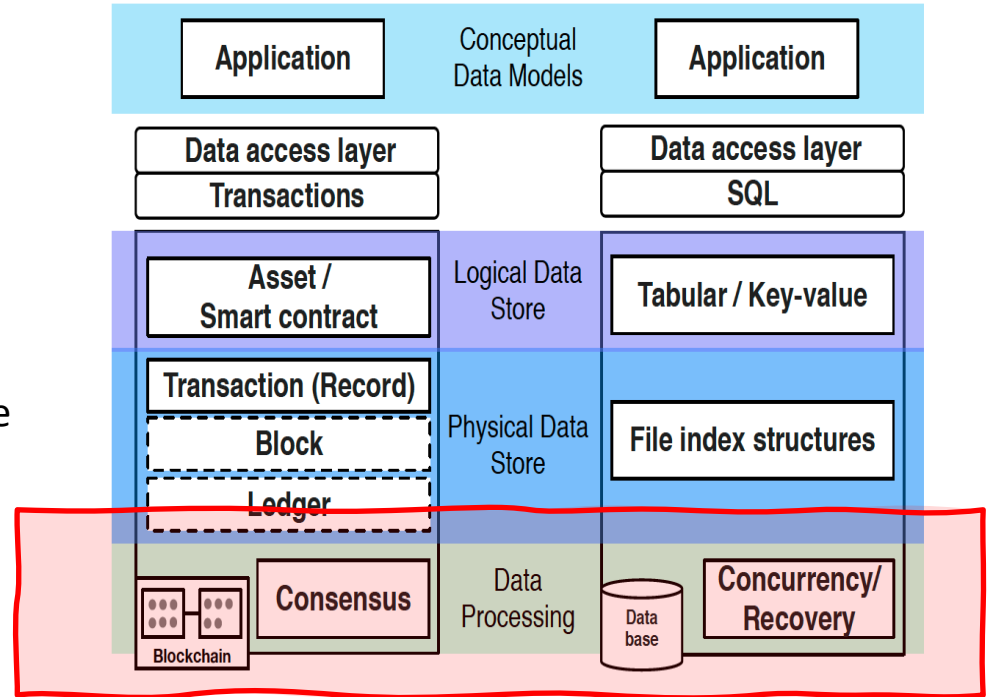 Application
Conceptual
Data Models
Application
Data access layer
Transactions
Data access layer
SQL
Asset /
Smart contract
Logical Data
Store
Tabular / Key-value
Transaction (Record)
Block
Ledger
Physical Data
Store
File index structures
e
Blockchain
Consensus
Data
Processing
Data
base
Concurrency/
Recovery